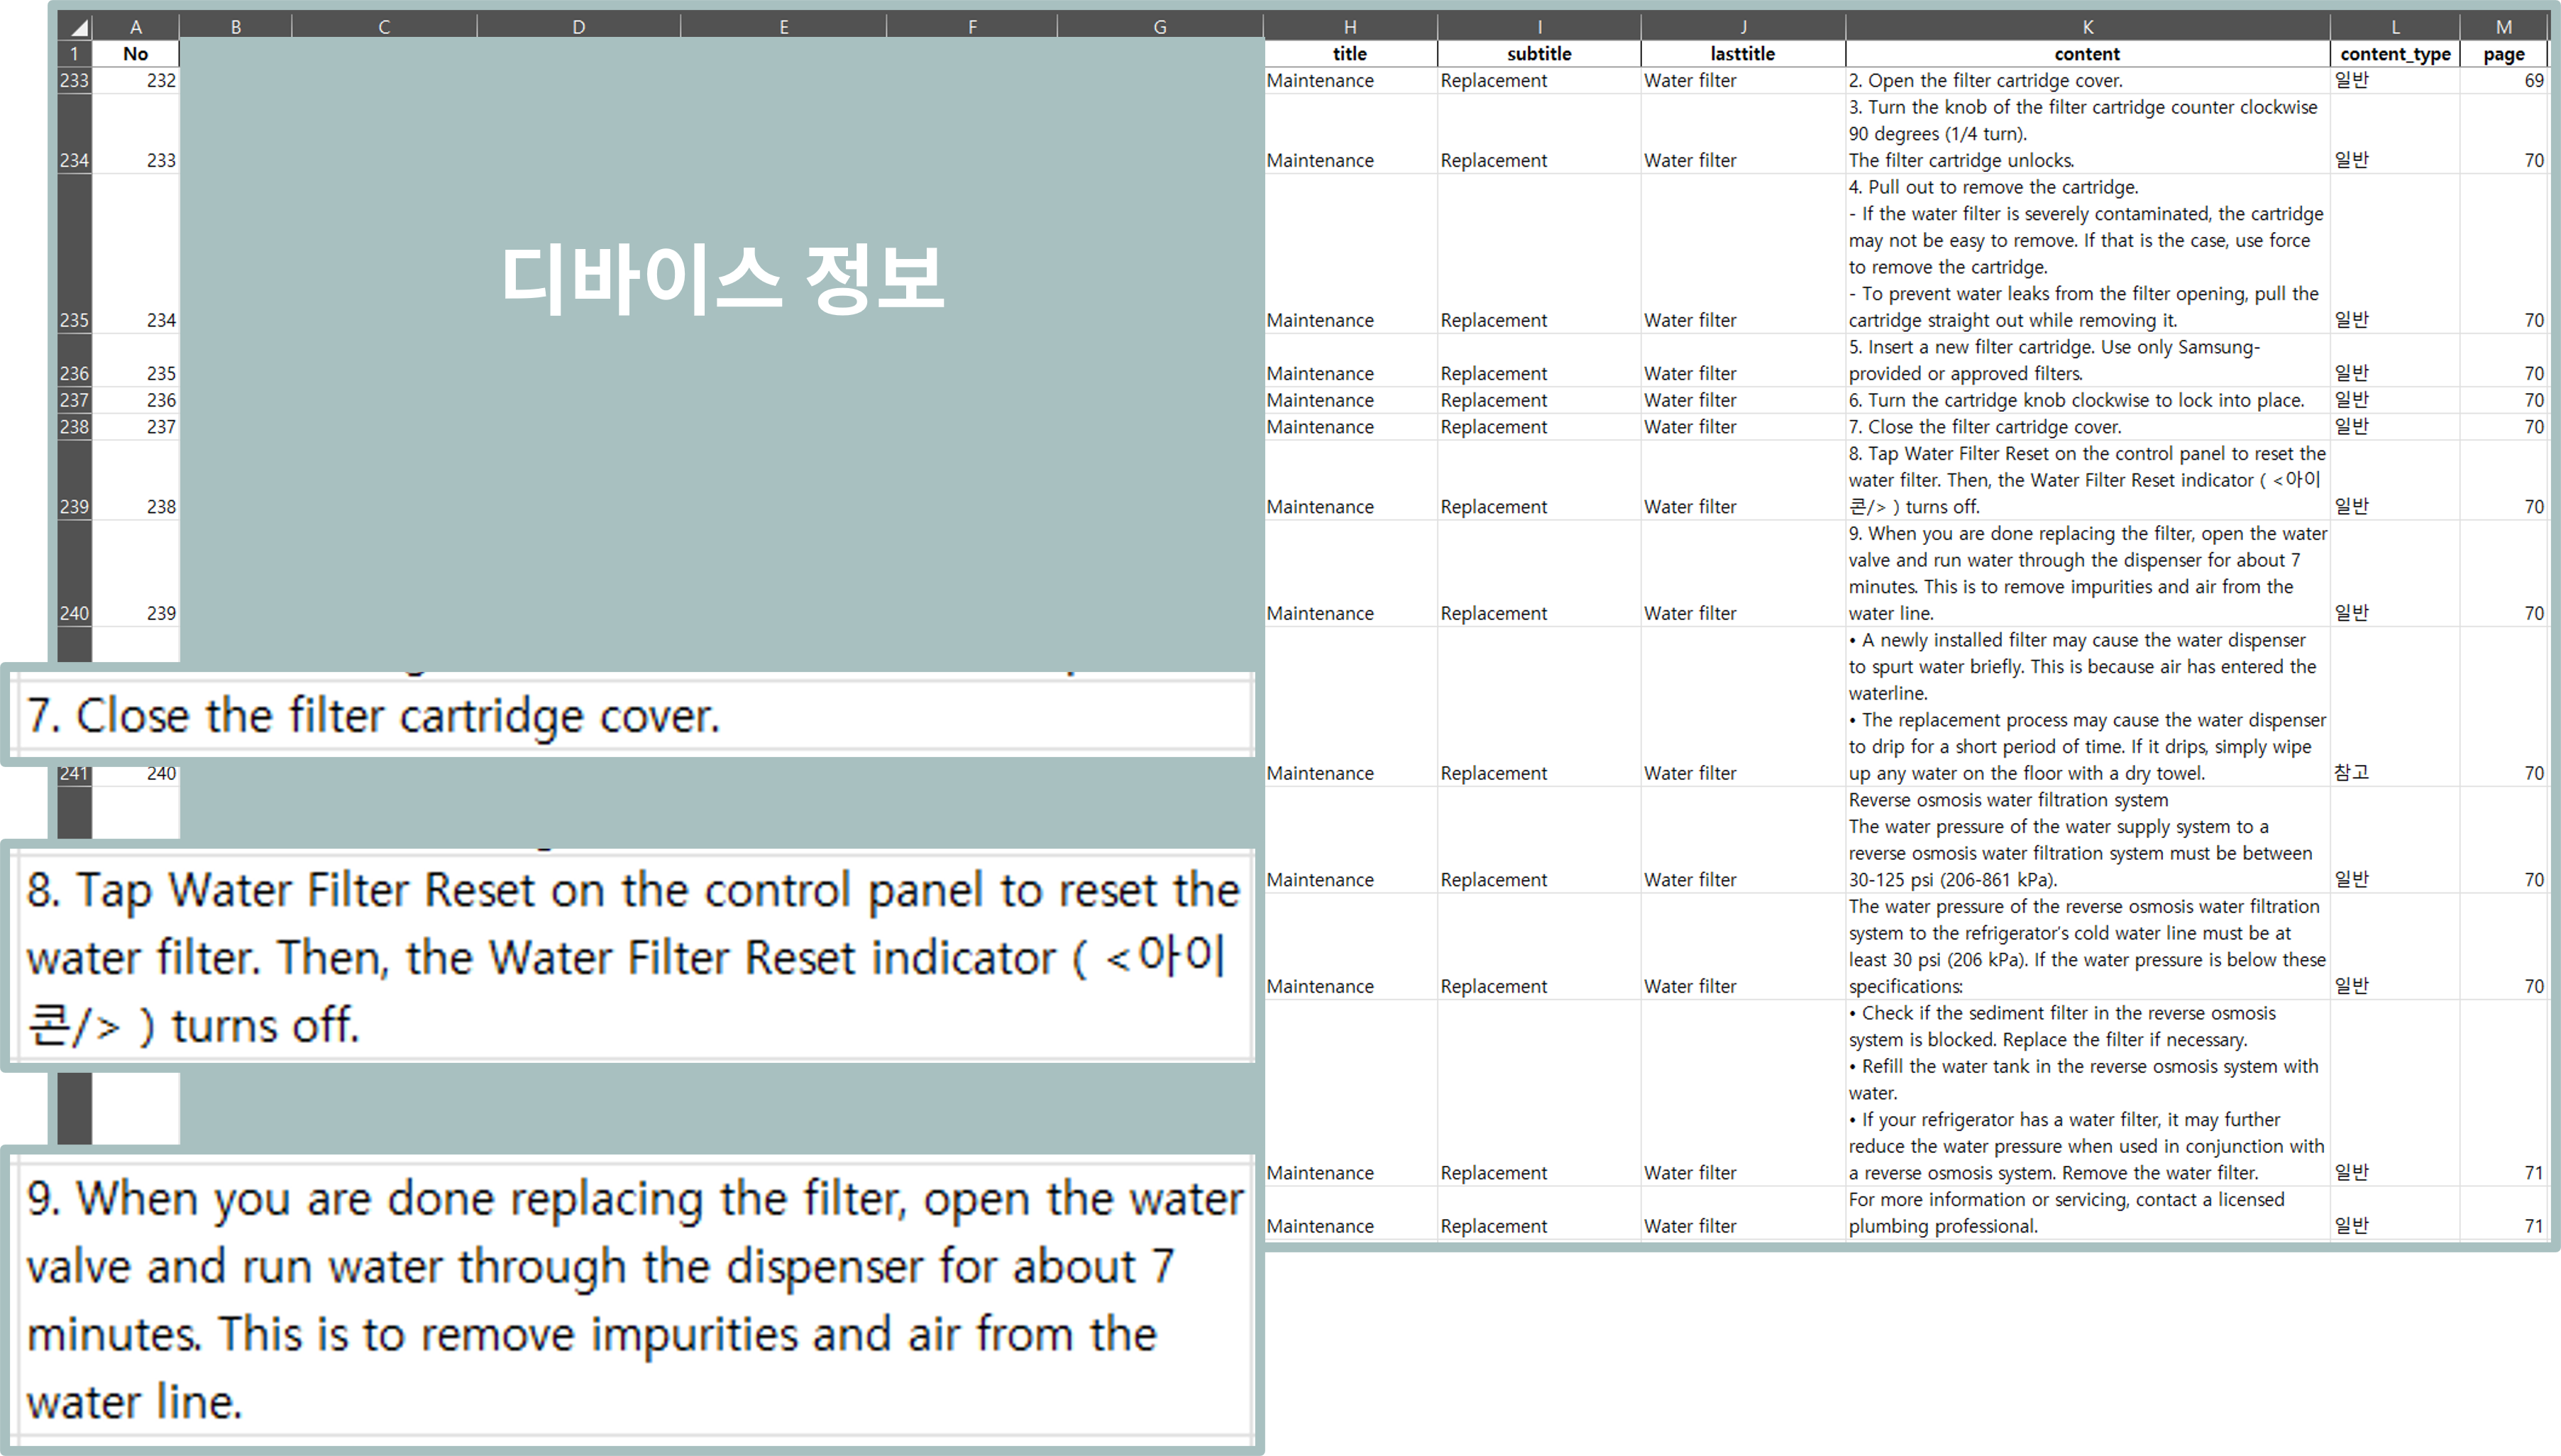 A B C D E F G H I J K L M
1 No title subtitle lasttitle content content_type page
233 232 Maintenance Replacement Water filter 2. Open the filter cartridge cover. 일반 69
3. Turn the knob of the filter cartridge counter clockwise
90 degrees (1/4 turn).
234 233 Maintenance Replacement Water filter The filter cartridge unlocks. 일반 70
4. Pull out to remove the cartridge.
- If the water filter is severely contaminated, the cartridge
may not be easy to remove. If that is the case, use force
to remove the cartridge.
- To prevent water leaks from the filter opening, pull the
235 234 Maintenance Replacement Water filter cartridge straight out while removing it. 일반 70
디바이스 정보
5. Insert a new filter cartridge. Use only Samsung-
236 235 Maintenance Replacement Water filter provided or approved filters. 일반 70
237 236 Maintenance Replacement Water filter 6. Turn the cartridge knob clockwise to lock into place. 일반 70
238 237 Maintenance Replacement Water filter 7. Close the filter cartridge cover. 일반 70
8. Tap Water Filter Reset on the control panel to reset the
water filter. Then, the Water Filter Reset indicator ( <아이
239 238 Maintenance Replacement Water filter 콘/> ) turns off. 일반 70
9. When you are done replacing the filter, open the water
valve and run water through the dispenser for about 7
minutes. This is to remove impurities and air from the
240 239 Maintenance Replacement Water filter water line. 일반 70
• A newly installed filter may cause the water dispenser
to spurt water briefly. This is because air has entered the
waterline.
• The replacement process may cause the water dispenser
to drip for a short period of time. If it drips, simply wipe
241 240 Maintenance Replacement Water filter up any water on the floor with a dry towel. 참고 70
Reverse osmosis water filtration system
The water pressure of the water supply system to a
reverse osmosis water filtration system must be between
Maintenance Replacement Water filter 30-125 psi (206-861 kPa). 일반 70
The water pressure of the reverse osmosis water filtration
system to the refrigerator's cold water line must be at
least 30 psi (206 kPa). If the water pressure is below these
Maintenance Replacement Water filter specifications: 일반 70
• Check if the sediment filter in the reverse osmosis
system is blocked. Replace the filter if necessary.
• Refill the water tank in the reverse osmosis system with
water.
• If your refrigerator has a water filter, it may further
reduce the water pressure when used in conjunction with
Maintenance Replacement Water filter a reverse osmosis system. Remove the water filter. 일반 71
For more information or servicing, contact a licensed
Maintenance Replacement Water filter plumbing professional. 일반 71
7. Close the filter cartridge cover.
8. Tap Water Filter Reset on the control panel to reset the
water filter. Then, the Water Filter Reset indicator ( <아이
콘/> ) turns off.
9. When you are done replacing the filter, open the water
valve and run water through the dispenser for about 7
minutes. This is to remove impurities and air from the
water line.